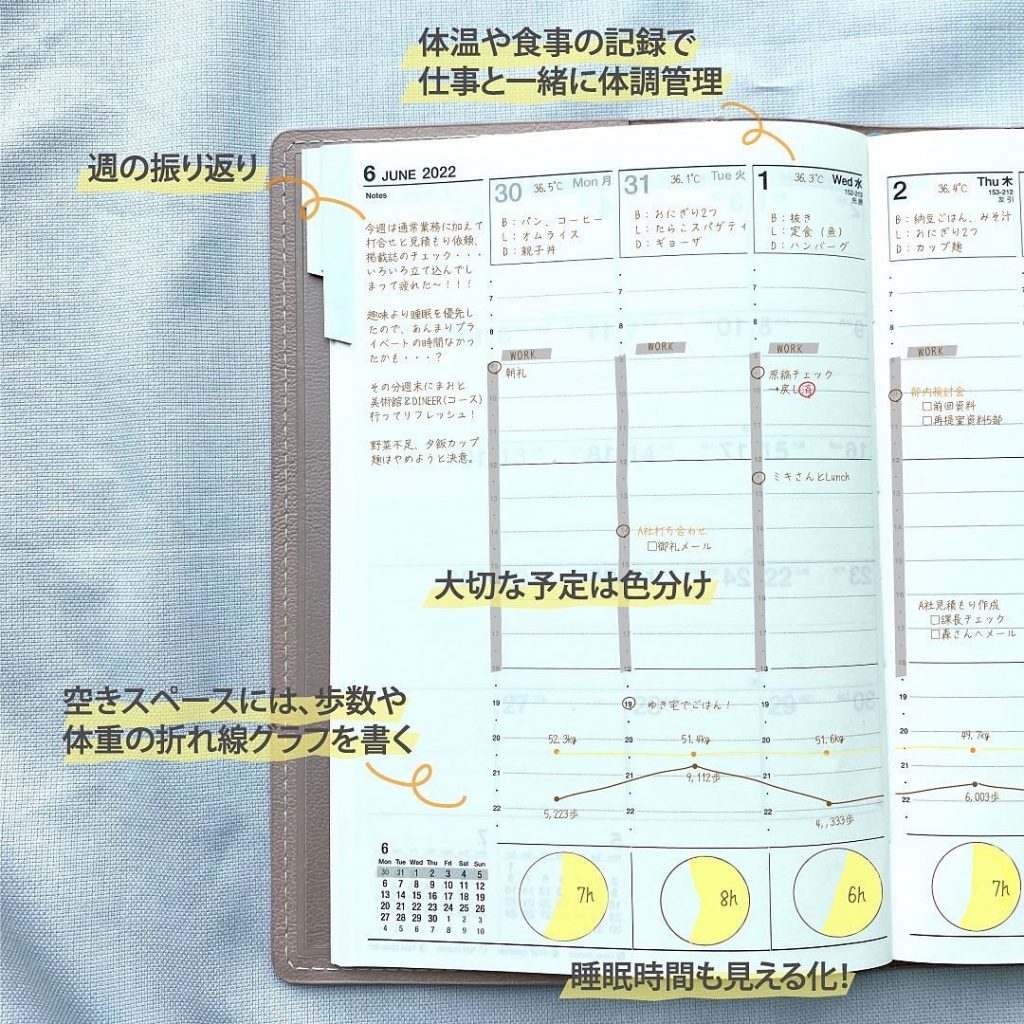 体温や食事の記録で
仕事と一緒に体調管理
週の振り返り
6 JUNE 2022
Notes
今週は通常業務に加えて
打合せと見積もり依頼、
掲載誌のチェック・・・
いろいろ立て込んでし
まって疲れた~!!!
趣味より睡眠を優先し
たので、あんまりプラ
イベートの時間なかっ
たかも・・・?
その分週末にまおと
美術館&DINEER(コース)
行ってリフレッシュ!
野菜不足、夕飯カップ
麺はやめようと決意。
30 36.5℃ Mon 月
B:パン、コーヒー
L:オムライス
D:親子丼
WORK
朝礼
31 36.1℃ Tue 火
B:おにぎり2つ
L:たらこスパゲティ
D:ギョーザ
WORK
A社打ち合わせ
□御礼メール
ゆき宅でごはん!
1 36.3℃ Wed 水
152-213
先勝
B:抜き
L:定食(魚)
D:ハンバーグ
WORK
原稿チェック
→戻し済
ミキさんとLunch
2 36.4℃ Thu 木
153-212
友引
B:納豆ごはん、みそ汁
L:おにぎり2つ
D:カップ麺
WORK
部内検討会
□前回資料
□再提案資料5部
A社見積もり作成
□課長チェック
□森さんへメール
大切な予定は色分け
空きスペースには、歩数や
体重の折れ線グラフを書く
52.3kg 51.4kg 51.6kg 49.7kg
5,223歩 9,112歩 4,,333歩 6,003歩
6
Mon Tue Wed Thu Fri Sat Sun
30 31 1 2 3 4 5
6 7 8 9 10 11 12
13 14 15 16 17 18 19
20 21 22 23 24 25 26
27 28 29 30 1 2 3
4 5 6 7 8 9 10
7h 8h 6h 7h
睡眠時間も見える化!